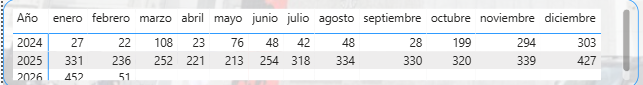 Año enero febrero marzo abril mayo junio julio agosto septiembre octubre noviembre diciembre
2024 27 22 108 23 76 48 42 48 28 199 294 303
2025 331 236 252 221 213 254 318 334 330 320 339 427
2026 452 51